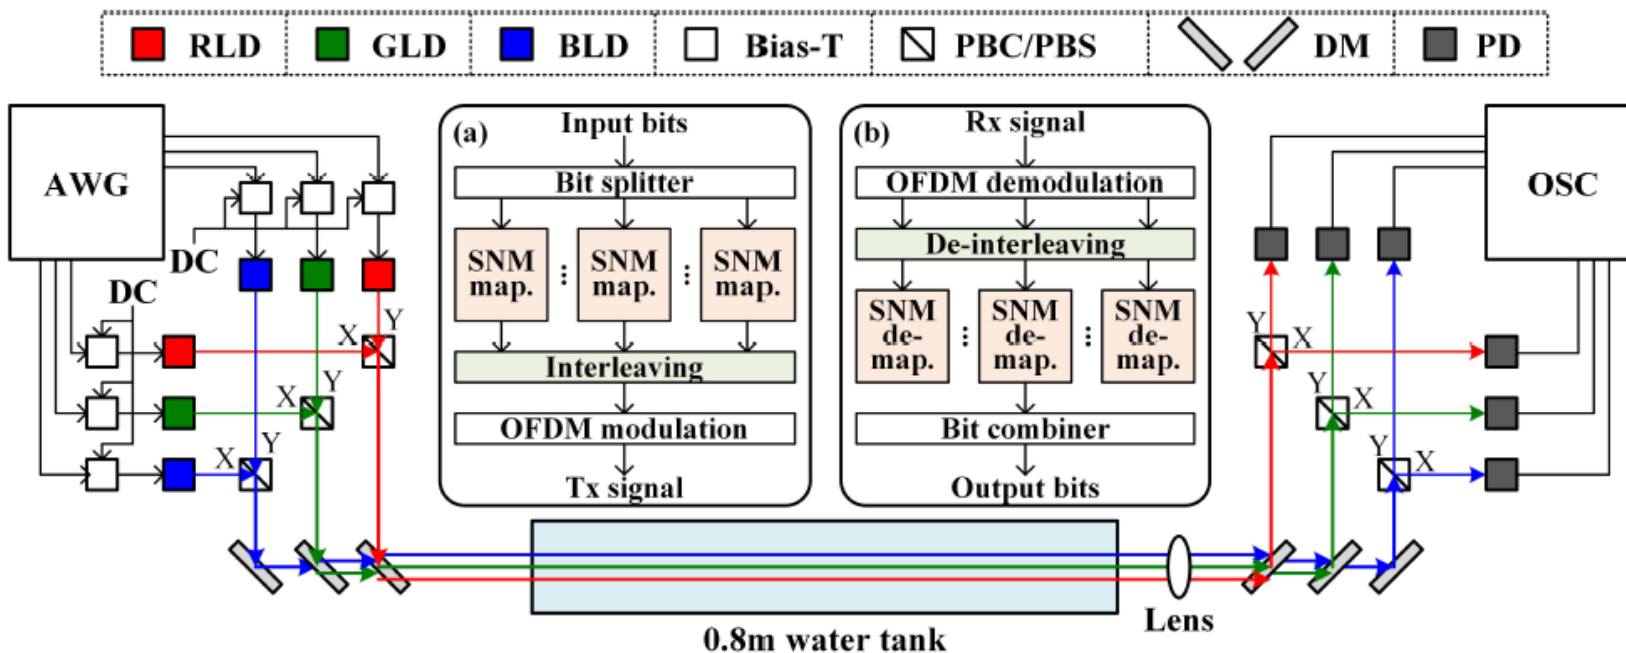 RLD GLD BLD Bias-T PBC/PBS DM PD
AWG
DC
DC
X Y
X Y
X Y
(a)
Input bits
Bit splitter
SNM map. ... SNM map. ... SNM map.
Interleaving
OFDM modulation
Tx signal
(b)
Rx signal
OFDM demodulation
De-interleaving
SNM de-map. ... SNM de-map. ... SNM de-map.
Bit combiner
Output bits
OSC
Y X
Y X
Y X
0.8m water tank
Lens